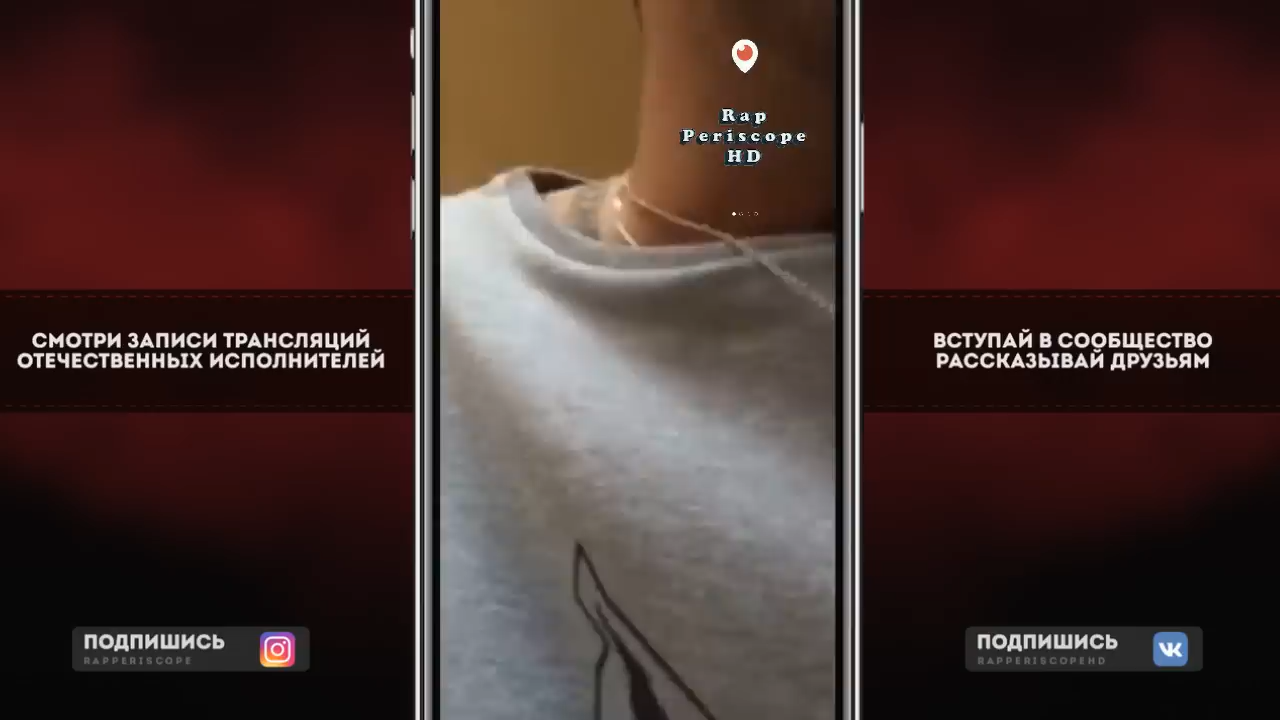 Rap
Periscope
HD
СМОТРИ ЗАПИСИ ТРАНСЛЯЦИЙ
ОТЕЧЕСТВЕННЫХ ИСПОЛНИТЕЛЕЙ
ВСТУПАЙ В СООБЩЕСТВО
РАССКАЗЫВАЙ ДРУЗЬЯМ
ПОДПИШИСЬ
RAPPERISCOPE
ПОДПИШИСЬ
RAPPERISCOPEHD